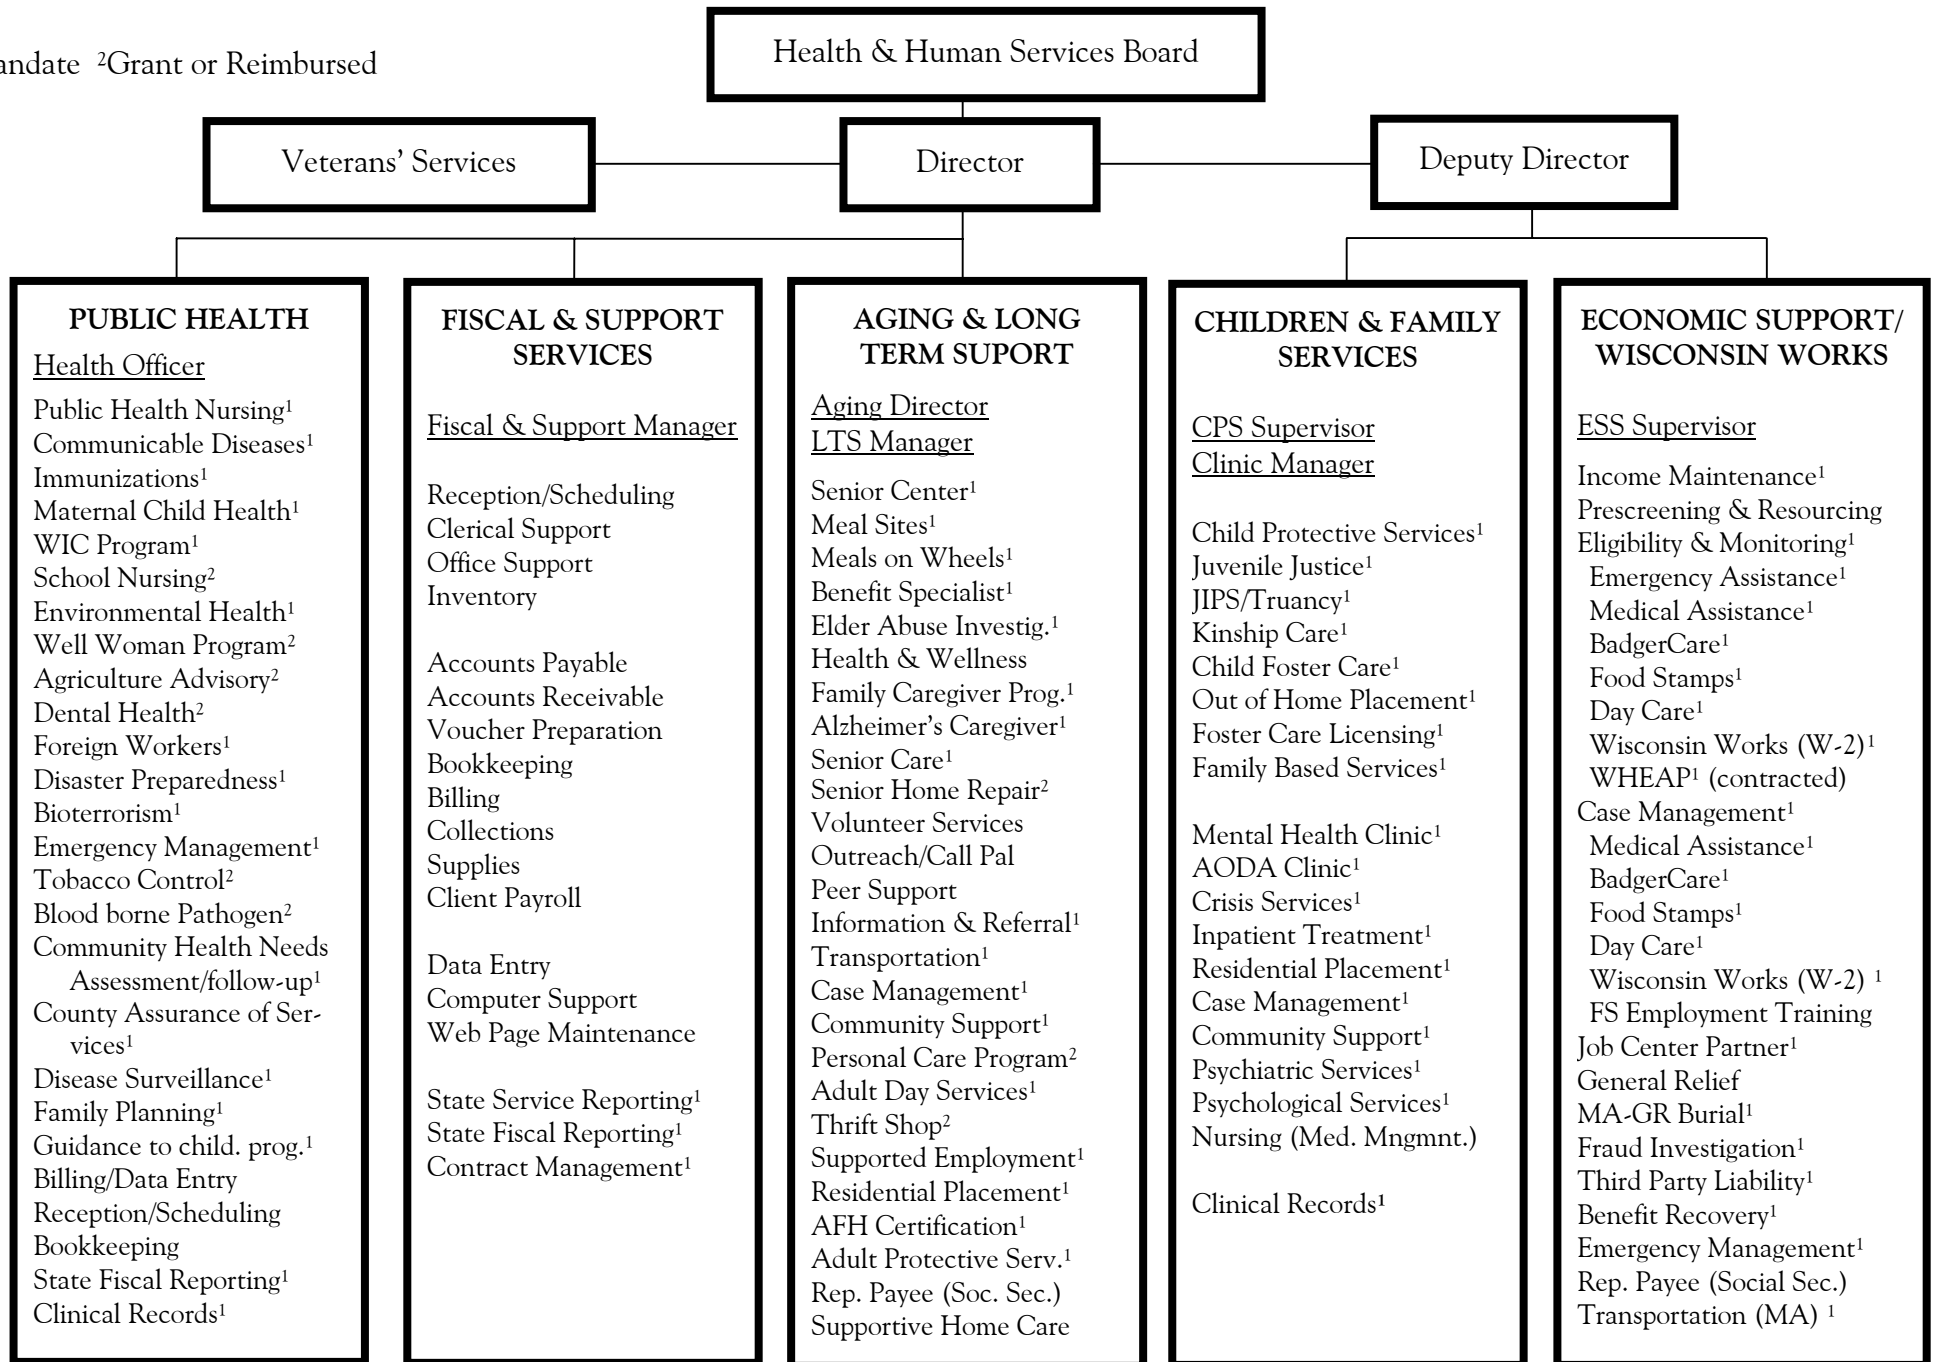 andate ²Grant or Reimbursed
Health & Human Services Board
Veterans’ Services
Director
Deputy Director
PUBLIC HEALTH
Health Officer
Public Health Nursing¹
Communicable Diseases¹
Immunizations¹
Maternal Child Health¹
WIC Program¹
School Nursing²
Environmental Health¹
Well Woman Program²
Agriculture Advisory²
Dental Health²
Foreign Workers¹
Disaster Preparedness¹
Bioterrorism¹
Emergency Management¹
Tobacco Control²
Blood borne Pathogen²
Community Health Needs
Assessment/follow-up¹
County Assurance of Ser-
vices¹
Disease Surveillance¹
Family Planning¹
Guidance to child. prog.¹
Billing/Data Entry
Reception/Scheduling
Bookkeeping
State Fiscal Reporting¹
Clinical Records¹
FISCAL & SUPPORT
SERVICES
Fiscal & Support Manager
Reception/Scheduling
Clerical Support
Office Support
Inventory
Accounts Payable
Accounts Receivable
Voucher Preparation
Bookkeeping
Billing
Collections
Supplies
Client Payroll
Data Entry
Computer Support
Web Page Maintenance
State Service Reporting¹
State Fiscal Reporting¹
Contract Management¹
AGING & LONG
TERM SUPORT
Aging Director
LTS Manager
Senior Center¹
Meal Sites¹
Meals on Wheels¹
Benefit Specialist¹
Elder Abuse Investig.¹
Health & Wellness
Family Caregiver Prog.¹
Alzheimer’s Caregiver¹
Senior Care¹
Senior Home Repair²
Volunteer Services
Outreach/Call Pal
Peer Support
Information & Referral¹
Transportation¹
Case Management¹
Community Support¹
Personal Care Program²
Adult Day Services¹
Thrift Shop²
Supported Employment¹
Residential Placement¹
AFH Certification¹
Adult Protective Serv.¹
Rep. Payee (Soc. Sec.)
Supportive Home Care
CHILDREN & FAMILY
SERVICES
CPS Supervisor
Clinic Manager
Child Protective Services¹
Juvenile Justice¹
JIPS/Truancy¹
Kinship Care¹
Child Foster Care¹
Out of Home Placement¹
Foster Care Licensing¹
Family Based Services¹
Mental Health Clinic¹
AODA Clinic¹
Crisis Services¹
Inpatient Treatment¹
Residential Placement¹
Case Management¹
Community Support¹
Psychiatric Services¹
Psychological Services¹
Nursing (Med. Mngmnt.)
Clinical Records¹
ECONOMIC SUPPORT/
WISCONSIN WORKS
ESS Supervisor
Income Maintenance¹
Prescreening & Resourcing
Eligibility & Monitoring¹
Emergency Assistance¹
Medical Assistance¹
BadgerCare¹
Food Stamps¹
Day Care¹
Wisconsin Works (W-2)¹
WHEAP¹ (contracted)
Case Management¹
Medical Assistance¹
BadgerCare¹
Food Stamps¹
Day Care¹
Wisconsin Works (W-2) ¹
FS Employment Training
Job Center Partner¹
General Relief
MA-GR Burial¹
Fraud Investigation¹
Third Party Liability¹
Benefit Recovery¹
Emergency Management¹
Rep. Payee (Social Sec.)
Transportation (MA) ¹